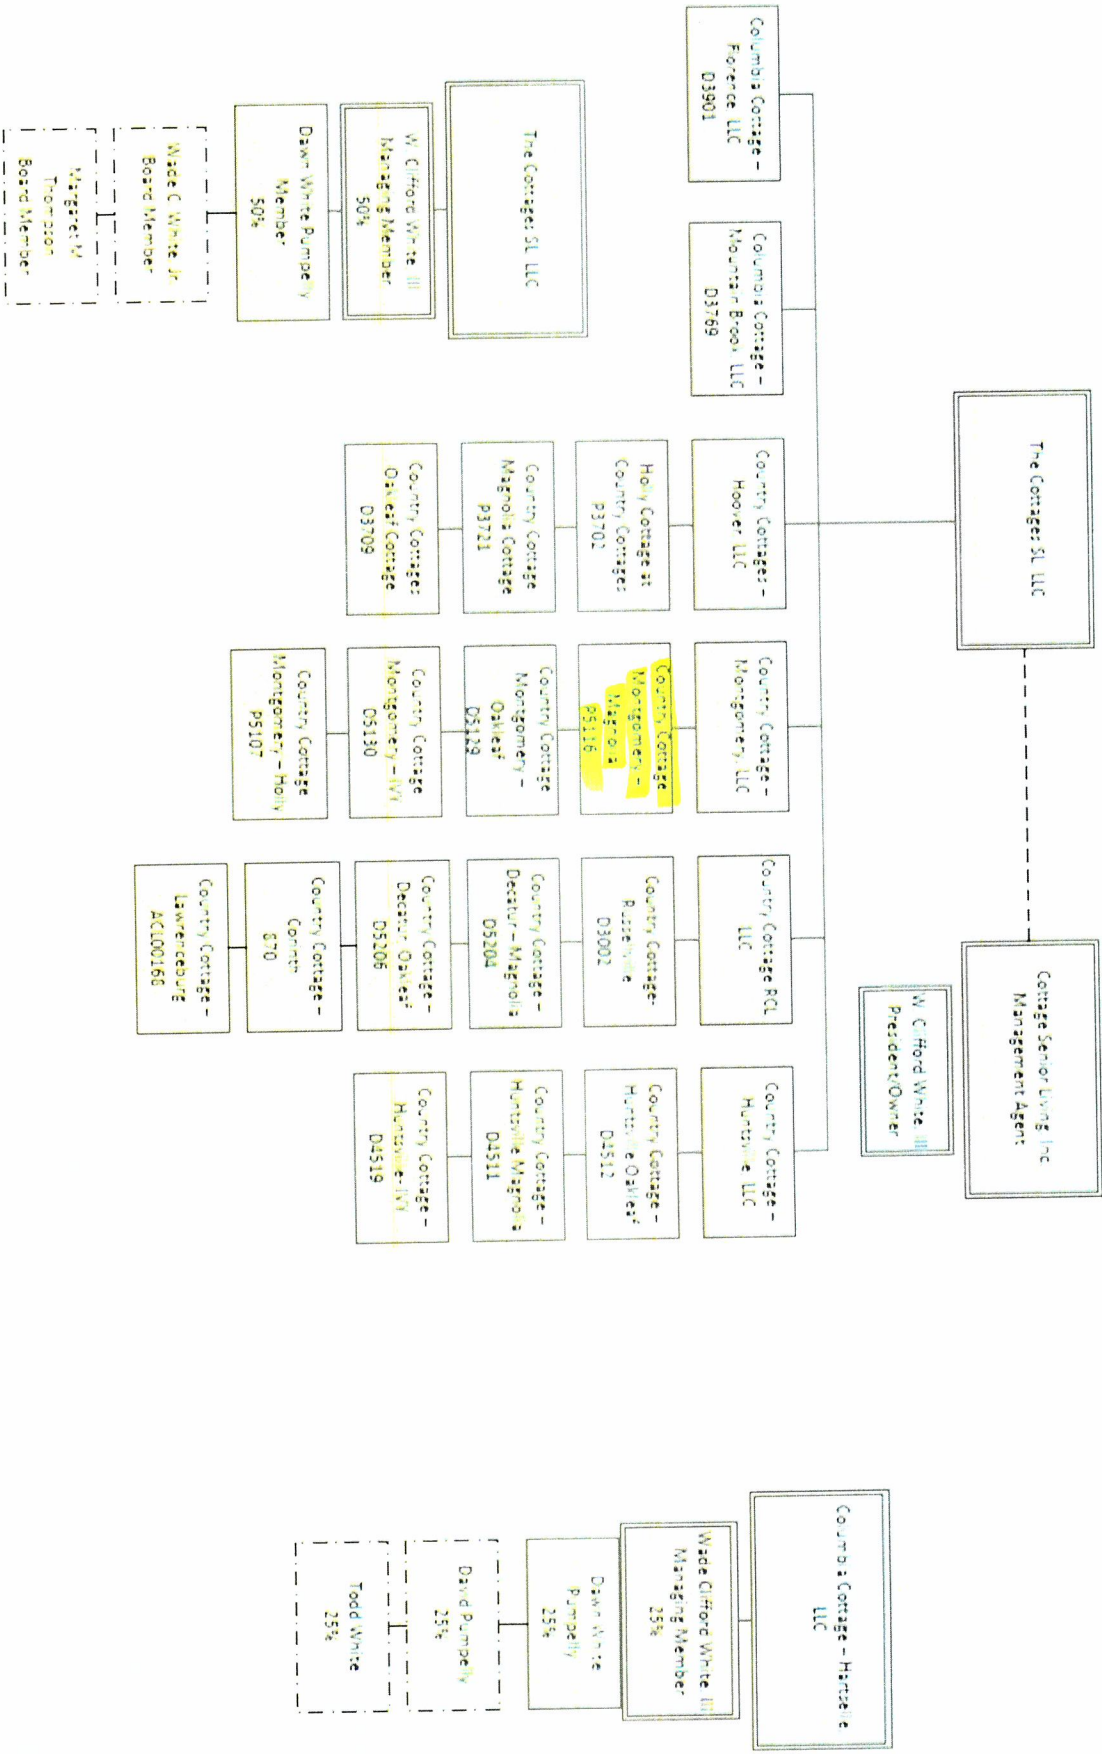 The Cottages SL LLC
Cottage Senior Living, Inc
Management Agent
W. Clifford White, III
President/Owner
Columbia Cottage –
Florence LLC
D3901
Columbia Cottage –
Mountain Brook, LLC
D3769
Country Cottages –
Hoover LLC
Holly Cottage at
Country Cottages
P3702
Country Cottage
Magnolia Cottage
P3721
Country Cottages
Oakleaf Cottage
D3709
Country Cottage –
Montgomery, LLC
Country Cottage
Montgomery –
Magnolia
P5116
Country Cottage
Montgomery –
Oakleaf
D5129
Country Cottage
Montgomery – IVY
D5130
Country Cottage
Montgomery – Holly
P5107
Country Cottage RCL
LLC
Country Cottage-
Russellville
D3002
Country Cottage –
Decatur – Magnolia
D5204
Country Cottage –
Decatur Oakleaf
D5206
Country Cottage –
870
Country Cottage –
Lawrenceburg
ACL00168
Country Cottage –
Huntsville LLC
Country Cottage –
Huntsville Oakleaf
D4512
Country Cottage –
Huntsville Magnolia
D4511
Country Cottage –
Huntsville- IVY
D4519
The Cottages SL LLC
W. Clifford White III
Managing Member
50%
Dawn White Pumpelly
Member
50%
Wade C White Jr.
Board Member
Margaret M
Thompson
Board Member
Columbia Cottage – Hartselle
LLC
Wade Clifford White, III
Managing Member
25%
Dawn White
Pumpelly
25%
David Pumpelly
25%
Todd White
25%